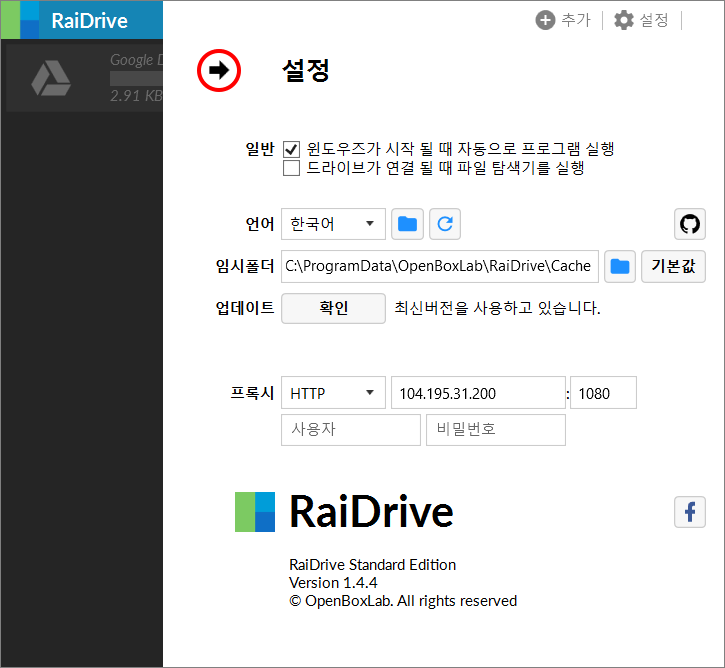 RaiDrive
추가 설정
Google D
2.91 KB
설정
일반 윈도우즈가 시작 될 때 자동으로 프로그램 실행
드라이브가 연결 될 때 파일 탐색기를 실행
언어 한국어
임시폴더 C:\ProgramData\OpenBoxLab\RaiDrive\Cache 기본값
업데이트 확인 최신버전을 사용하고 있습니다.
프록시 HTTP 104.195.31.200 : 1080
사용자 비밀번호
RaiDrive
RaiDrive Standard Edition
Version 1.4.4
© OpenBoxLab. All rights reserved